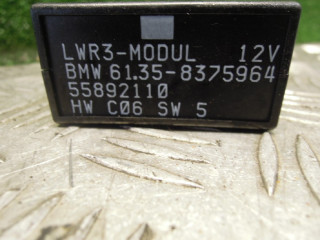 LWR3-MODUL 12V
BMW 61.35-8375964
55892110
HW C06 SW 5